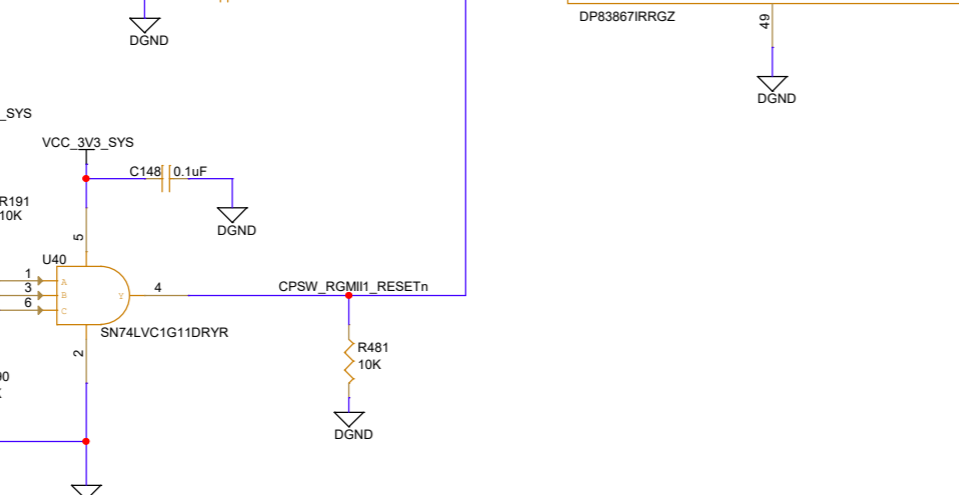 DP83867IRRGZ
49
DGND
DGND
_SYS
VCC_3V3_SYS
C148 0.1uF
R191
10K
DGND
5
U40
1
A
3
B
6
C
Y
4
CPSW_RGMII1_RESETn
SN74LVC1G11DRYR
2
R481
10K
DGND